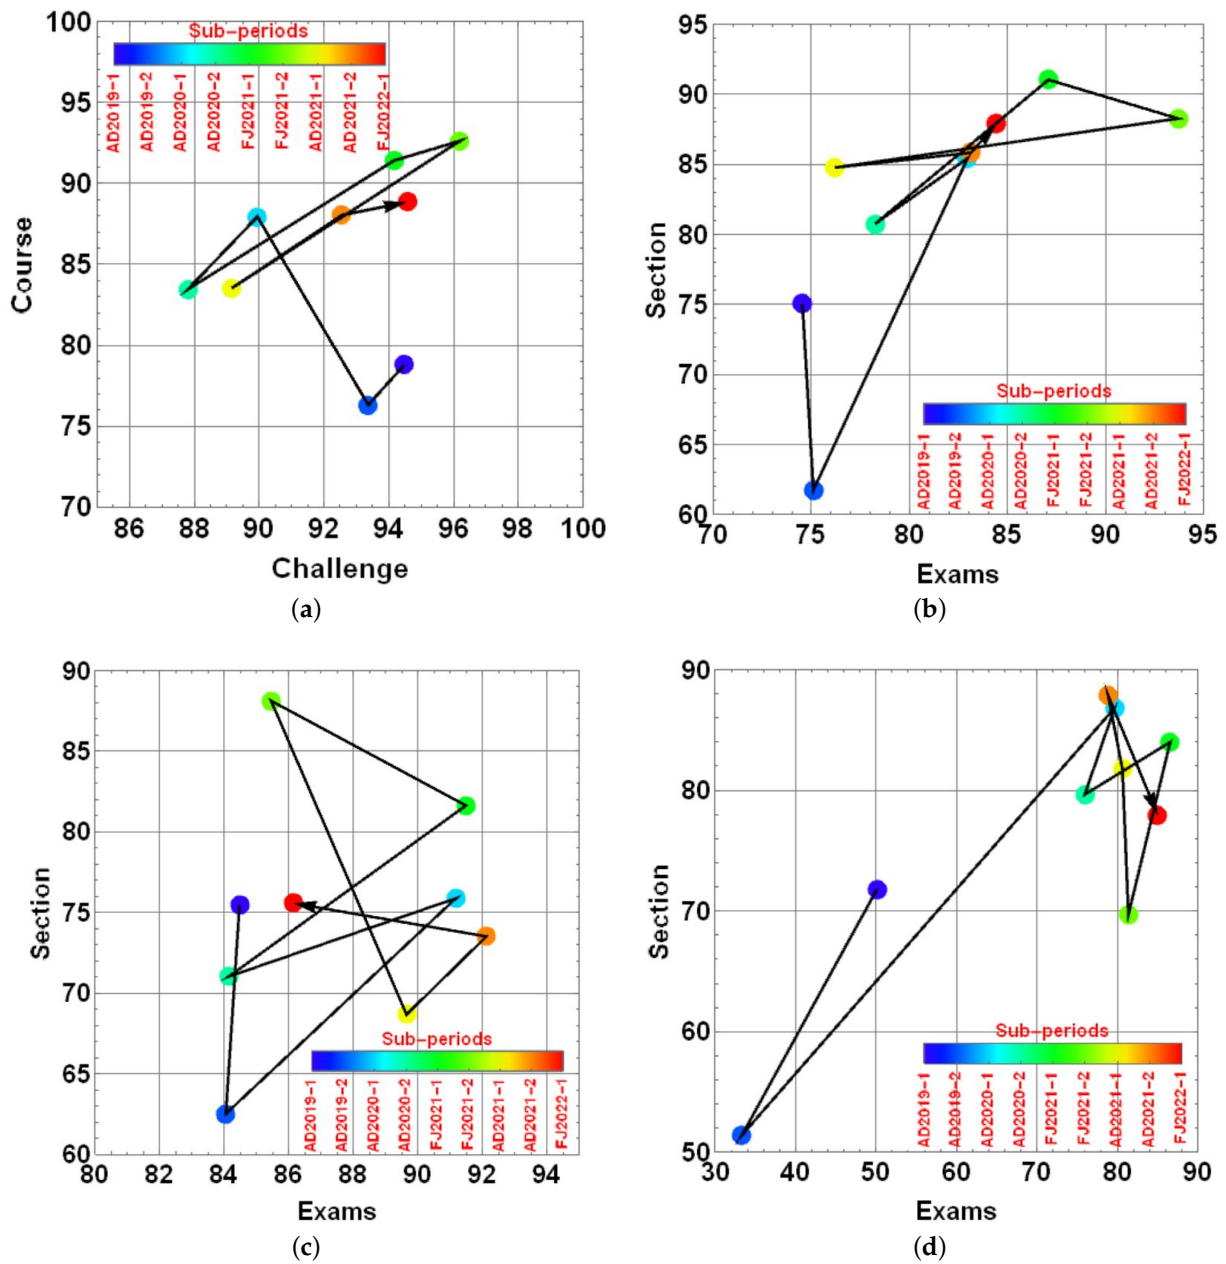 100
95
90
85
80
75
70
Course
Sub-periods
AD2019-1
AD2019-2
AD2020-1
AD2020-2
FJ2021-1
FJ2021-2
AD2021-1
AD2021-2
FJ2022-1
86 88 90 92 94 96 98 100
Challenge
(a)
95
90
85
80
75
70
65
60
Section
Sub-periods
AD2019-1
AD2019-2
AD2020-1
AD2020-2
FJ2021-1
FJ2021-2
AD2021-1
AD2021-2
FJ2022-1
70 75 80 85 90 95
Exams
(b)
90
85
80
75
70
65
60
Section
Sub-periods
AD2019-1
AD2019-2
AD2020-1
AD2020-2
FJ2021-1
FJ2021-2
AD2021-1
AD2021-2
FJ2022-1
80 82 84 86 88 90 92 94
Exams
(c)
90
80
70
60
50
Section
Sub-periods
AD2019-1
AD2019-2
AD2020-1
AD2020-2
FJ2021-1
FJ2021-2
AD2021-1
AD2021-2
FJ2022-1
30 40 50 60 70 80 90
Exams
(d)